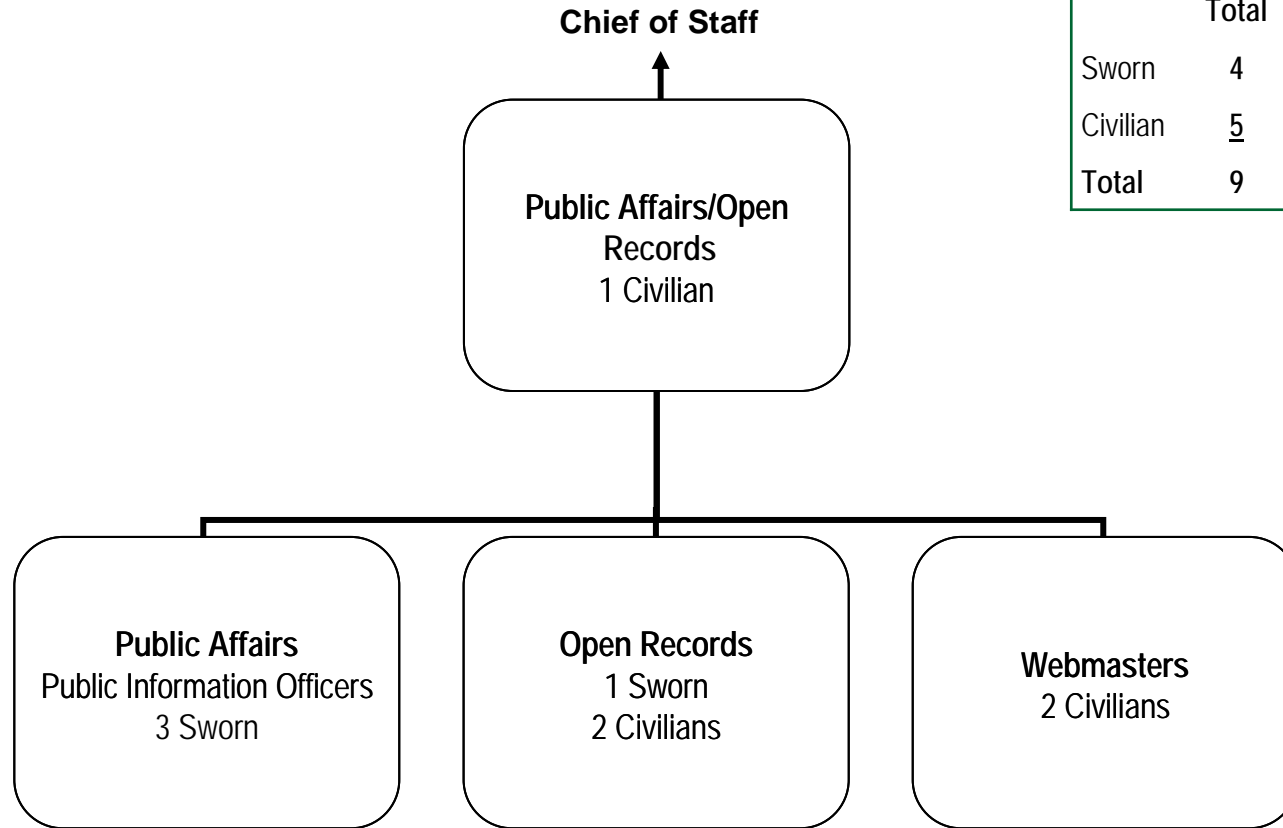 Chief of Staff
Total
Sworn 4
Civilian 5
Total 9
Public Affairs/Open
Records
1 Civilian
Public Affairs
Public Information Officers
3 Sworn
Open Records
1 Sworn
2 Civilians
Webmasters
2 Civilians